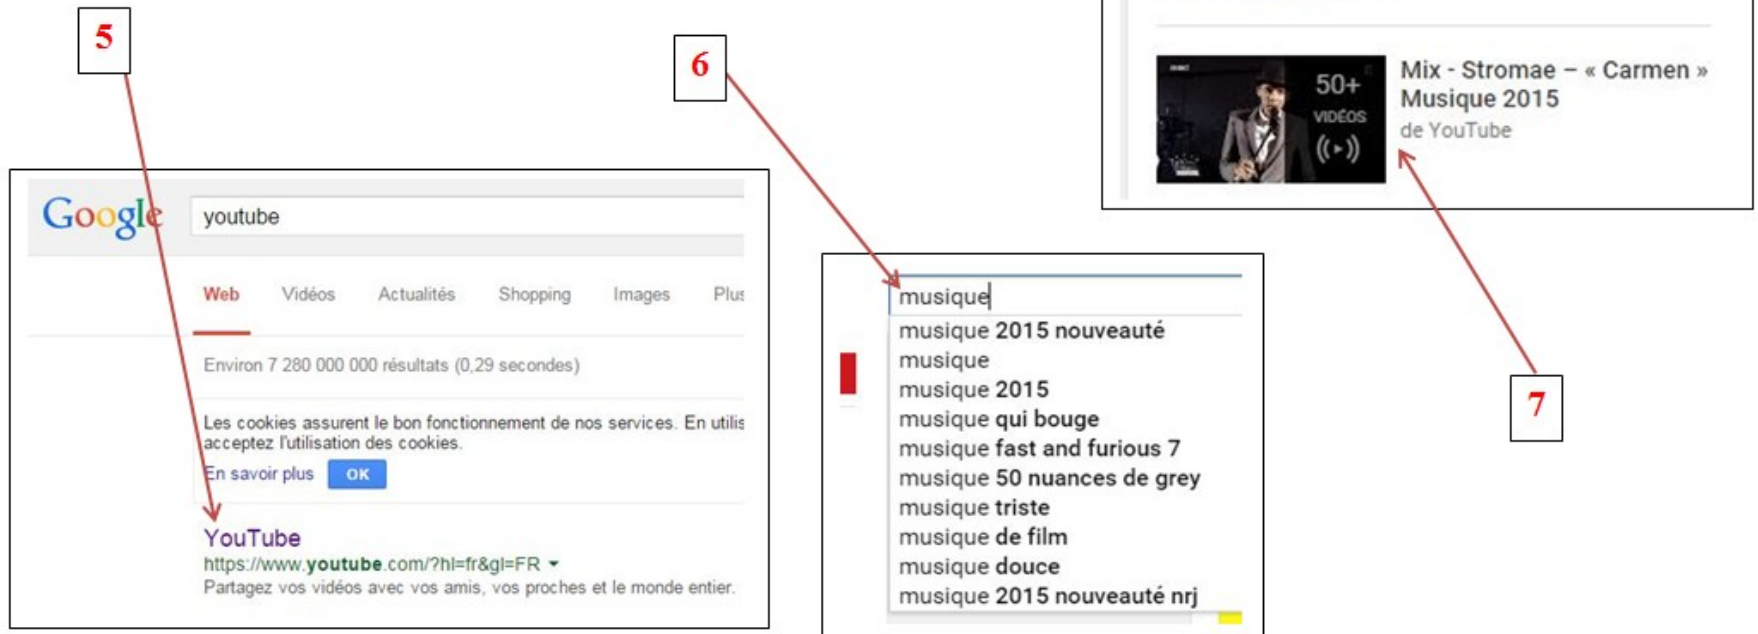 5
Google
youtube
Web Vidéos Actualités Shopping Images Plus
Environ 7 280 000 000 résultats (0,29 secondes)
Les cookies assurent le bon fonctionnement de nos services. En utilis
acceptez l'utilisation des cookies.
En savoir plus OK
YouTube
https://www.youtube.com/?hl=fr&gl=FR
Partagez vos vidéos avec vos amis, vos proches et le monde entier.
6
musique
musique 2015 nouveauté
musique
musique 2015
musique qui bouge
musique fast and furious 7
musique 50 nuances de grey
musique triste
musique de film
musique douce
musique 2015 nouveauté nrj
50+
VIDÉOS
Mix - Stromae – « Carmen »
Musique 2015
de YouTube
7